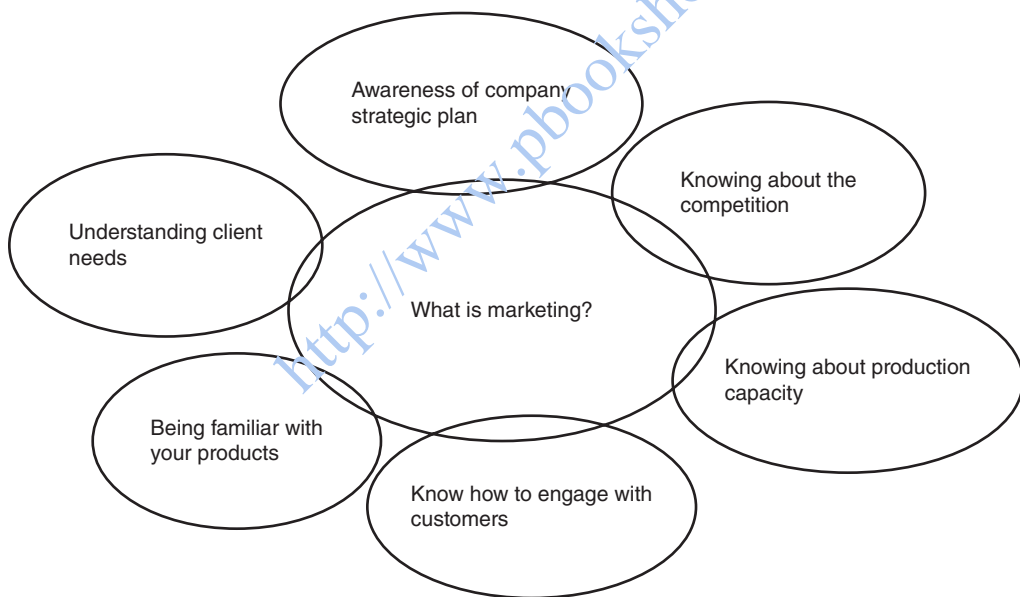 Awareness of company
strategic plan
Knowing about the
competition
Understanding client
needs
What is marketing?
Knowing about production
capacity
Being familiar with
your products
Know how to engage with
customers
http://www.pbooksho